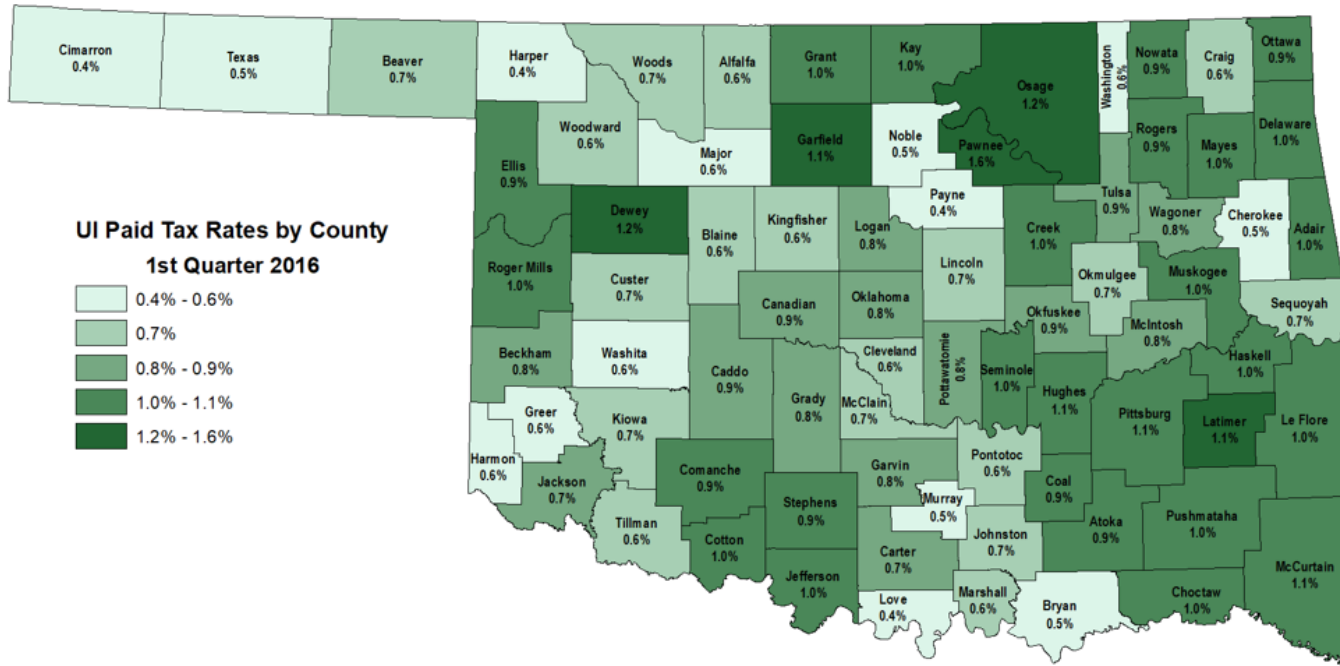 Cimarron
0.4%
Texas
0.5%
Beaver
0.7%
Harper
0.4%
Woods
0.7%
Alfalfa
0.6%
Grant
1.0%
Kay
1.0%
Osage
1.2%
Washington
0.6%
Nowata
0.9%
Craig
0.6%
Ottawa
0.9%
Woodward
0.6%
Ellis
0.9%
Major
0.6%
Garfield
1.1%
Noble
0.5%
Pawnee
1.6%
Rogers
0.9%
Mayes
1.0%
Delaware
1.0%
UI Paid Tax Rates by County
1st Quarter 2016
0.4% - 0.6%
0.7%
0.8% - 0.9%
1.0% - 1.1%
1.2% - 1.6%
Dewey
1.2%
Blaine
0.6%
Kingfisher
0.6%
Logan
0.8%
Payne
0.4%
Creek
1.0%
Tulsa
0.9%
Wagoner
0.8%
Cherokee
0.5%
Adair
1.0%
Roger Mills
1.0%
Custer
0.7%
Canadian
0.9%
Oklahoma
0.8%
Lincoln
0.7%
Okmulgee
0.7%
Muskogee
1.0%
Sequoyah
0.7%
Beckham
0.8%
Washita
0.6%
Caddo
0.9%
Grady
0.8%
Cleveland
0.6%
McClain
0.7%
Pottawatomie
0.8%
Seminole
1.0%
Okfuskee
0.9%
McIntosh
0.8%
Haskell
1.0%
Hughes
1.1%
Pittsburg
1.1%
Latimer
1.1%
Le Flore
1.0%
Greer
0.6%
Kiowa
0.7%
Harmon
0.6%
Jackson
0.7%
Comanche
0.9%
Garvin
0.8%
Pontotoc
0.6%
Coal
0.9%
Tillman
0.6%
Cotton
1.0%
Stephens
0.9%
Murray
0.5%
Johnston
0.7%
Atoka
0.9%
Pushmataha
1.0%
McCurtain
1.1%
Jefferson
1.0%
Carter
0.7%
Love
0.4%
Marshall
0.6%
Bryan
0.5%
Choctaw
1.0%